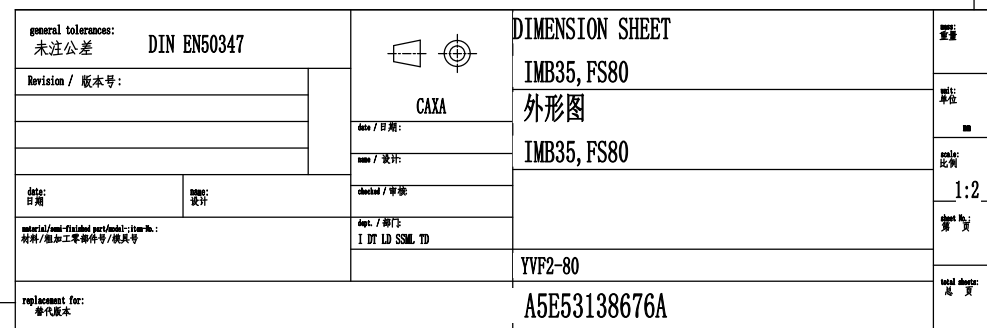 general tolerances:
未注公差
DIN EN50347
Revision / 版本号:
CAXA
date / 日期:
name / 设计:
checked / 审核
dept. / 部门:
I DT LD SSML TD
date:
日期
name:
设计
material/semi-finished part/model-;item-No.:
材料/粗加工零部件号/模具号
replacement for:
替代版本
DIMENSION SHEET
IMB35,FS80
外形图
IMB35,FS80
YVF2-80
A5E53138676A
mass:
重量
unit:
单位
mm
scale:
比例
1:2
sheet No.:
第 页
total sheets:
总 页